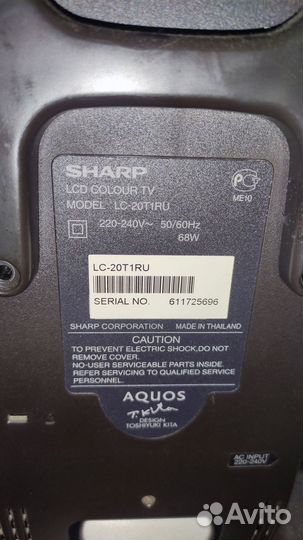 SHARP
LCD COLOUR TV
MODEL LC-20T1RU
220-240V~ 50/60Hz
68W
ME10
LC-20T1RU
SERIAL NO. 611725696
SHARP CORPORATION MADE IN THAILAND
CAUTION
TO PREVENT ELECTRIC SHOCK,DO NOT
REMOVE COVER.
NO-USER SERVICEABLE PARTS INSIDE.
REFER SERVICING TO QUALIFIED SERVICE
PERSONNEL.
AQUOS
T. Kita
DESIGN
TOSHIYUKI KITA
AC INPUT
220-240V
Avito